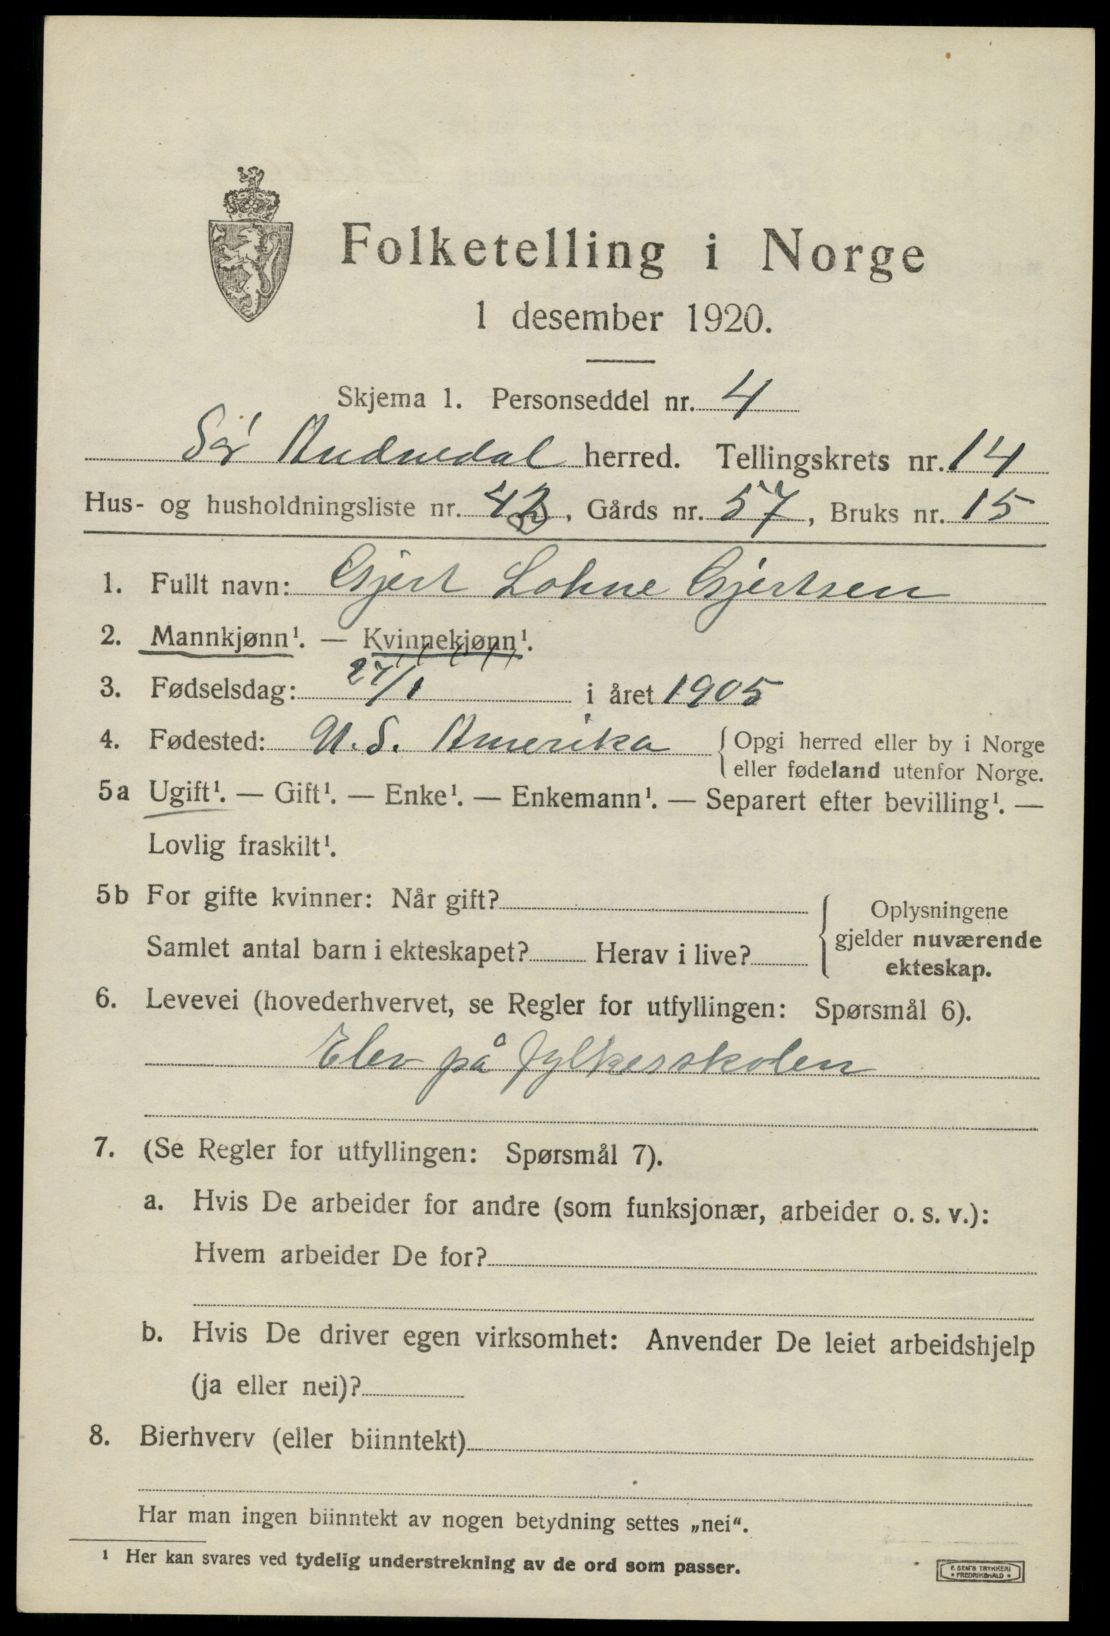 Folketelling i Norge
1 desember 1920.
Skjema 1. Personseddel nr. 4
Sør Audnedal herred. Tellingskrets nr. 14
Hus- og husholdningsliste nr. 42, Gårds nr. 57, Bruks nr. 15
1. Fullt navn: Gjert Lohne Gjertsen
2. Mannkjønn¹. — Kvinnekjønn¹.
3. Fødselsdag: 27/1 i året 1905
4. Fødested: U. S. Amerika { Opgi herred eller by i Norge
eller fødeland utenfor Norge.
5a Ugift¹. — Gift¹. — Enke¹. — Enkemann¹. — Separert efter bevilling¹. —
Lovlig fraskilt¹.
5b For gifte kvinner: Når gift?
Samlet antal barn i ekteskapet? Herav i live?
Oplysningene
gjelder nuværende
ekteskap.
6. Levevei (hovederhvervet, se Regler for utfyllingen: Spørsmål 6).
Elev på fylkesskolen
7. (Se Regler for utfyllingen: Spørsmål 7).
a. Hvis De arbeider for andre (som funksjonær, arbeider o. s. v.):
Hvem arbeider De for?
b. Hvis De driver egen virksomhet: Anvender De leiet arbeidshjelp
(ja eller nei)?
8. Bierhverv (eller biinntekt)
Har man ingen biinntekt av nogen betydning settes „nei“.
¹ Her kan svares ved tydelig understrekning av de ord som passer.
E. SEM'S TRYKKERI
• FREDRIKSHALD •